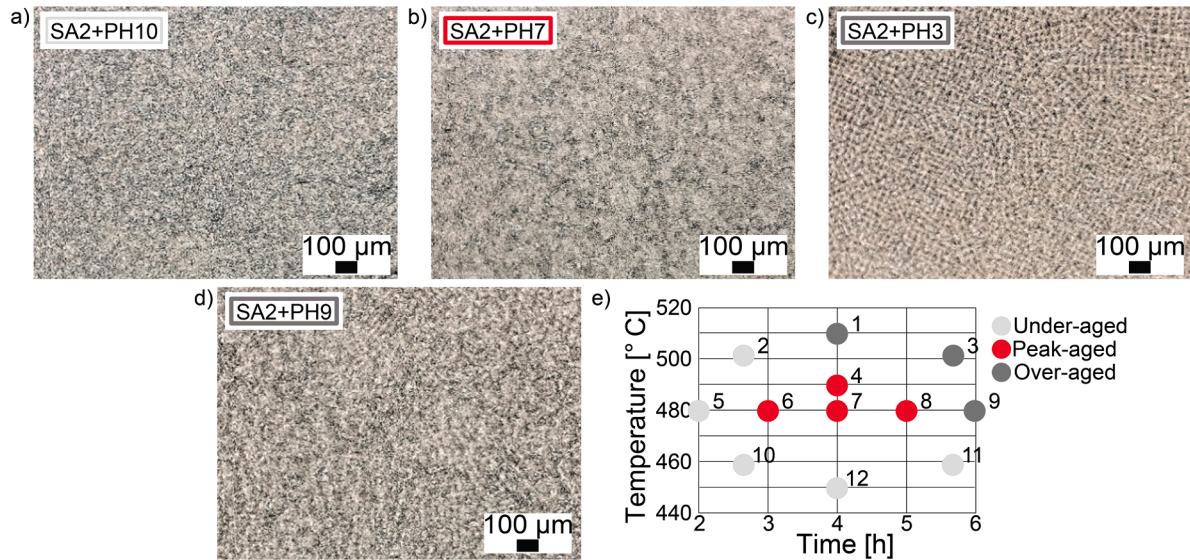 a)
SA2+PH10
100 µm
b)
SA2+PH7
100 µm
c)
SA2+PH3
100 µm
d)
SA2+PH9
100 µm
e)
Temperature [° C]
520
500
480
460
440
2 3 4 5 6
Time [h]
1
2
3
4
5
6
7
8
9
10
11
12
Under-aged
Peak-aged
Over-aged